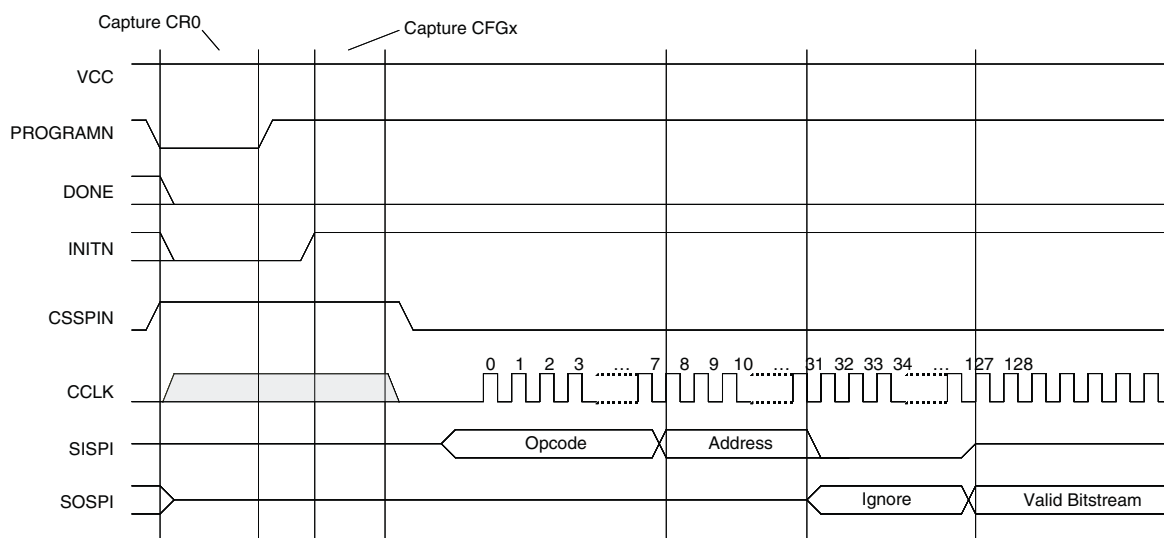 Capture CR0
Capture CFGx
VCC
PROGRAMN
DONE
INITN
CSSPIN
0 1 2 3 ... 7 8 9 10 ... 31 32 33 34 ... 127 128
CCLK
SISPI Opcode Address
SOSPI Ignore Valid Bitstream